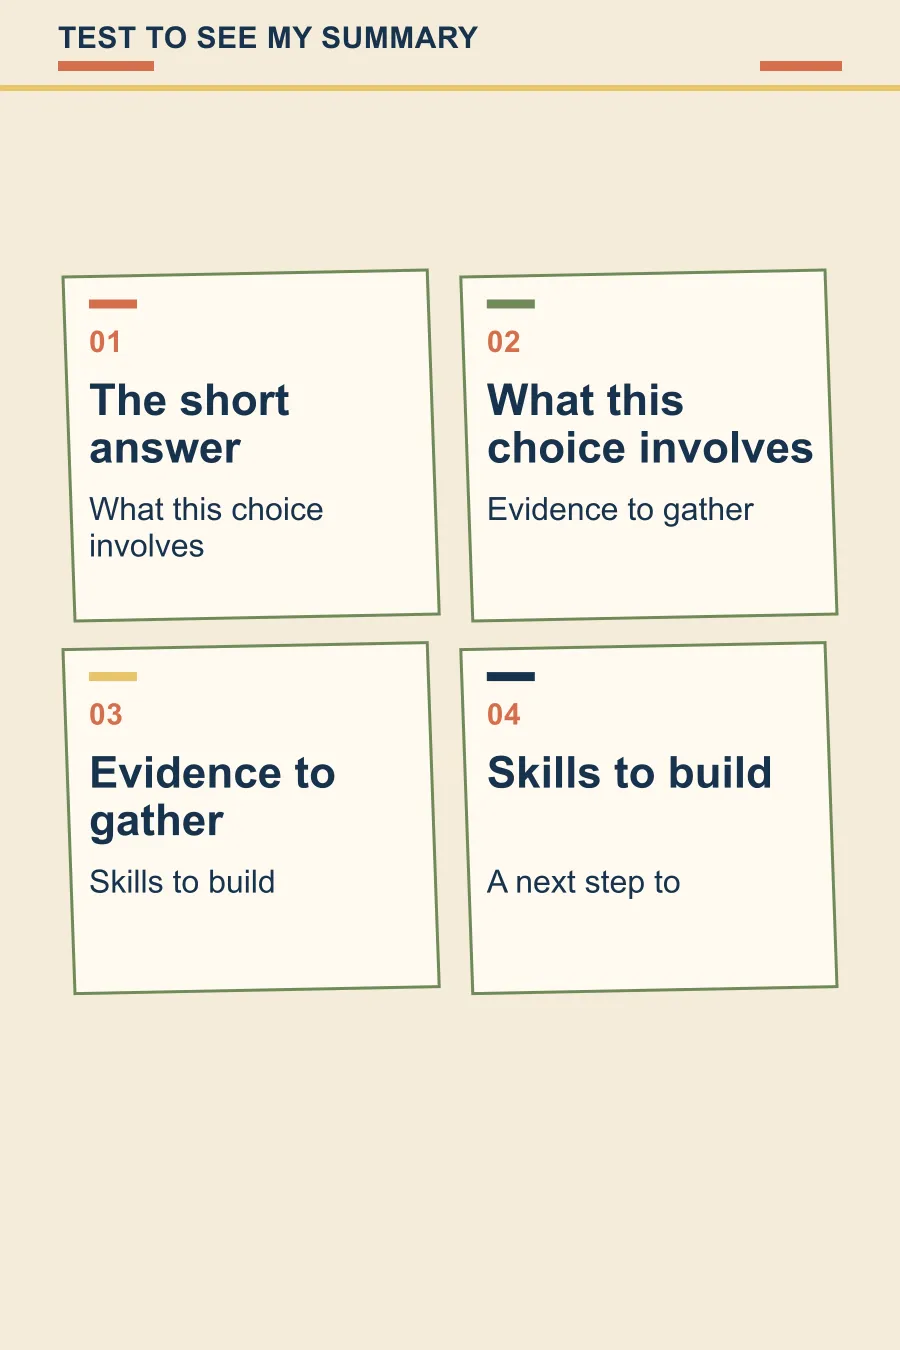 TEST TO SEE MY SUMMARY
01
The short
answer
What this choice
involves
02
What this
choice involves
Evidence to gather
03
Evidence to
gather
Skills to build
04
Skills to build
A next step to